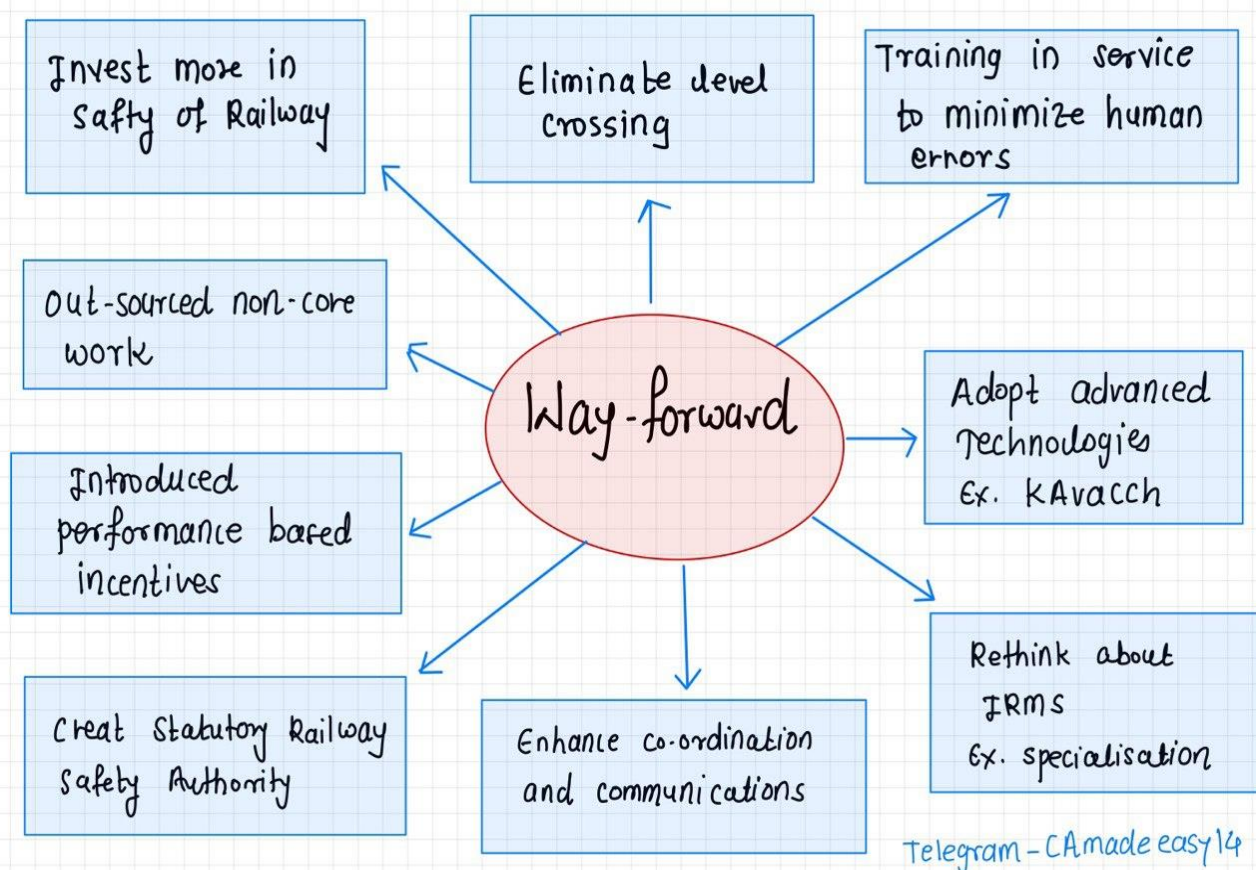 Invest more in
Safty of Railway
Eliminate level
crossing
Training in service
to minimize human
errors
Out-sourced non-core
work
Way-forward
Adopt advanced
Technologies
Ex. KAvacch
Introduced
performance based
incentives
Rethink about
IRMS
Ex. specialisation
Creat Statutory Railway
Safety Authority
Enhance co-ordination
and communications
Telegram - CAmadeeasy14